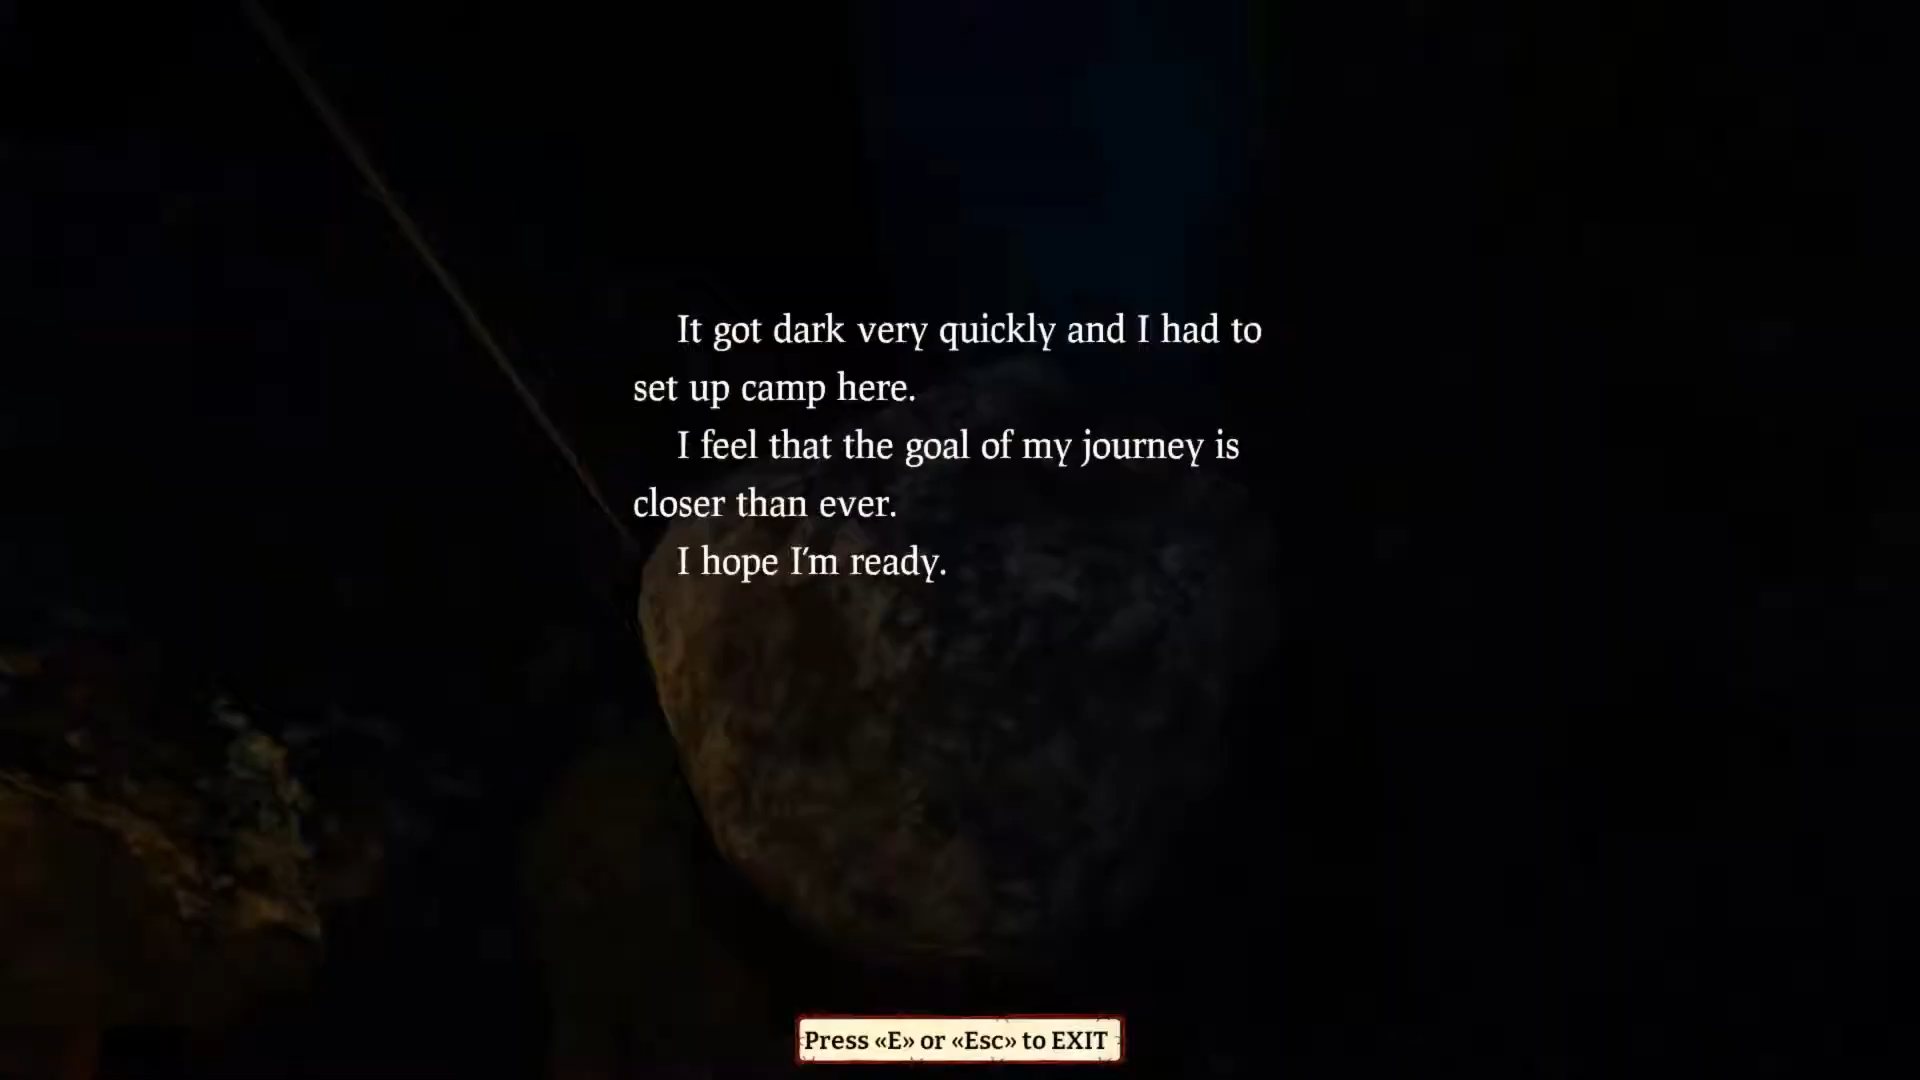 It got dark very quickly and I had to
set up camp here.
I feel that the goal of my journey is
closer than ever.
I hope I'm ready.
Press «E» or «Esc» to EXIT